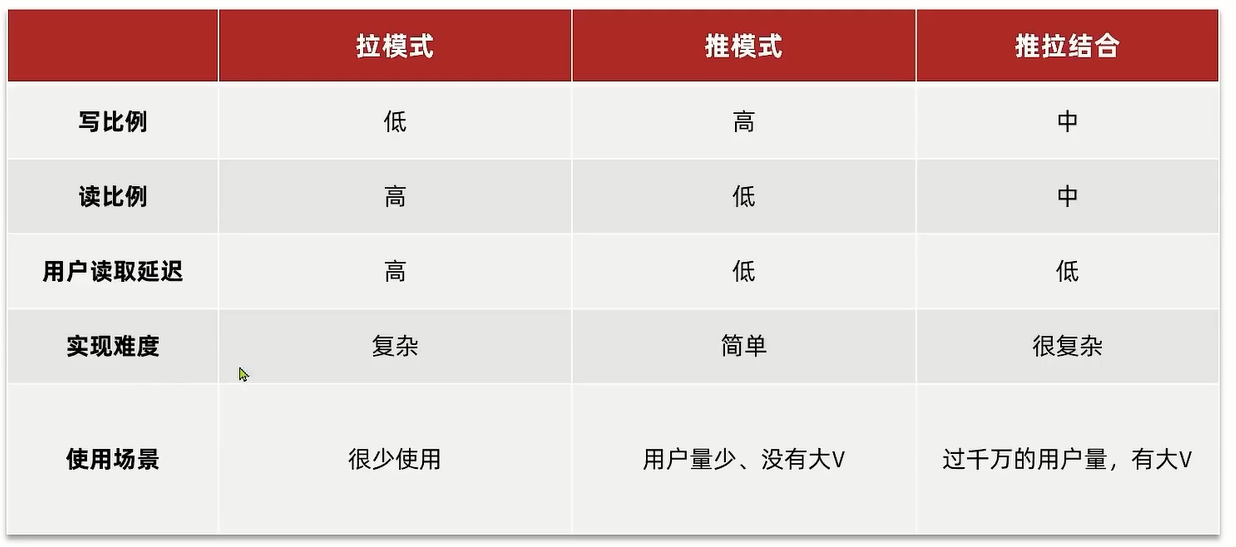 拉模式 推模式 推拉结合
写比例 低 高 中
读比例 高 低 中
用户读取延迟 高 低 低
实现难度 复杂 简单 很复杂
使用场景 很少使用 用户量少、没有大V 过千万的用户量，有大V